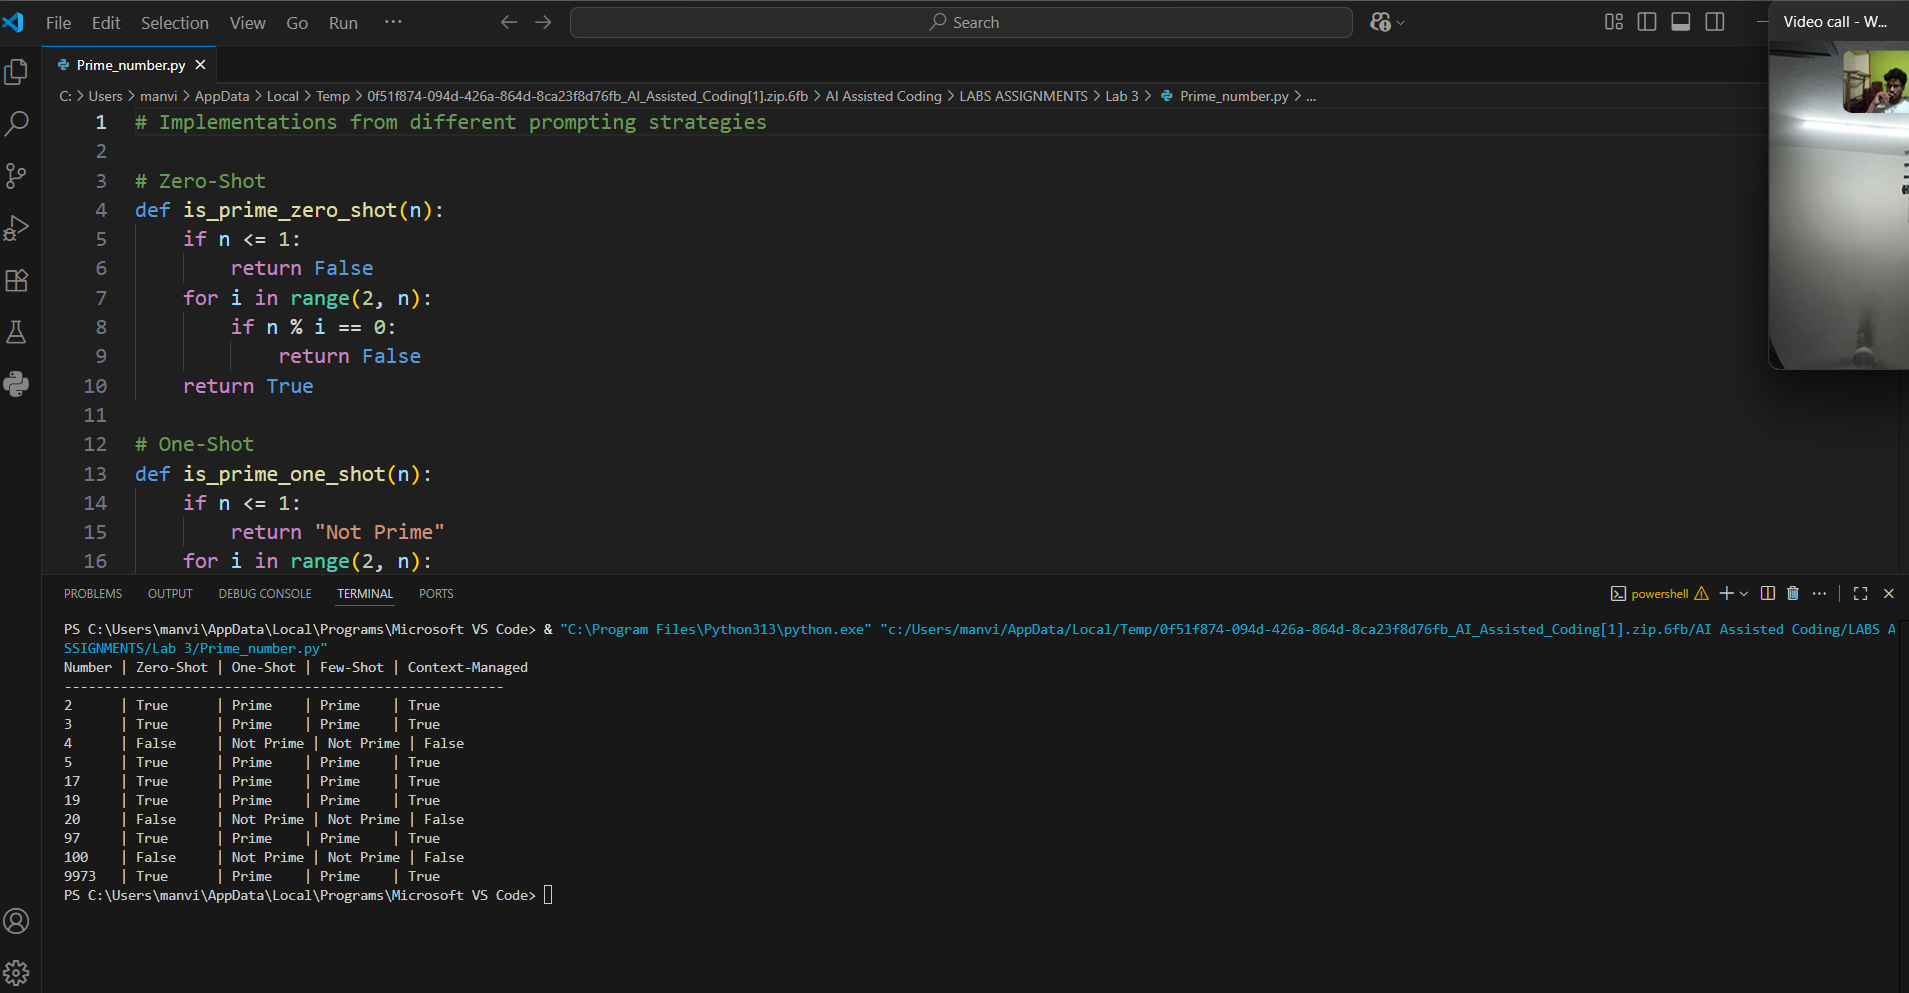 File Edit Selection View Go Run ··· Search Video call - W...
Prime_number.py
C: > Users > manvi > AppData > Local > Temp > 0f51f874-094d-426a-864d-8ca23f8d76fb_AI_Assisted_Coding[1].zip.6fb > AI Assisted Coding > LABS ASSIGNMENTS > Lab 3 > Prime_number.py > ...
1 # Implementations from different prompting strategies
2
3 # Zero-Shot
4 def is_prime_zero_shot(n):
5 if n <= 1:
6 return False
7 for i in range(2, n):
8 if n % i == 0:
9 return False
10 return True
11
12 # One-Shot
13 def is_prime_one_shot(n):
14 if n <= 1:
15 return "Not Prime"
16 for i in range(2, n):
PROBLEMS OUTPUT DEBUG CONSOLE TERMINAL PORTS powershell
PS C:\Users\manvi\AppData\Local\Programs\Microsoft VS Code> & "C:\Program Files\Python313\python.exe" "c:/Users/manvi/AppData/Local/Temp/0f51f874-094d-426a-864d-8ca23f8d76fb_AI_Assisted_Coding[1].zip.6fb/AI Assisted Coding/LABS A
SSIGNMENTS/Lab 3/Prime_number.py"
Number | Zero-Shot | One-Shot | Few-Shot | Context-Managed
-------------------------------------------------------
2 | True | Prime | Prime | True
3 | True | Prime | Prime | True
4 | False | Not Prime | Not Prime | False
5 | True | Prime | Prime | True
17 | True | Prime | Prime | True
19 | True | Prime | Prime | True
20 | False | Not Prime | Not Prime | False
97 | True | Prime | Prime | True
100 | False | Not Prime | Not Prime | False
9973 | True | Prime | Prime | True
PS C:\Users\manvi\AppData\Local\Programs\Microsoft VS Code>